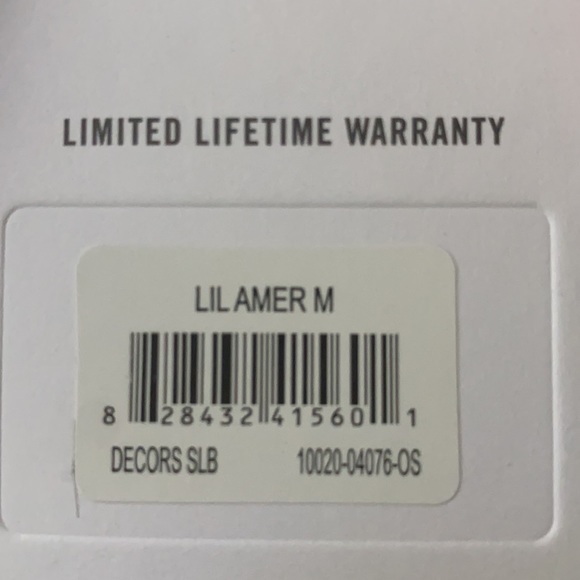 LIMITED LIFETIME WARRANTY
LIL AMER M
8 28432 41560 1
DECORS SLB 10020-04076-OS